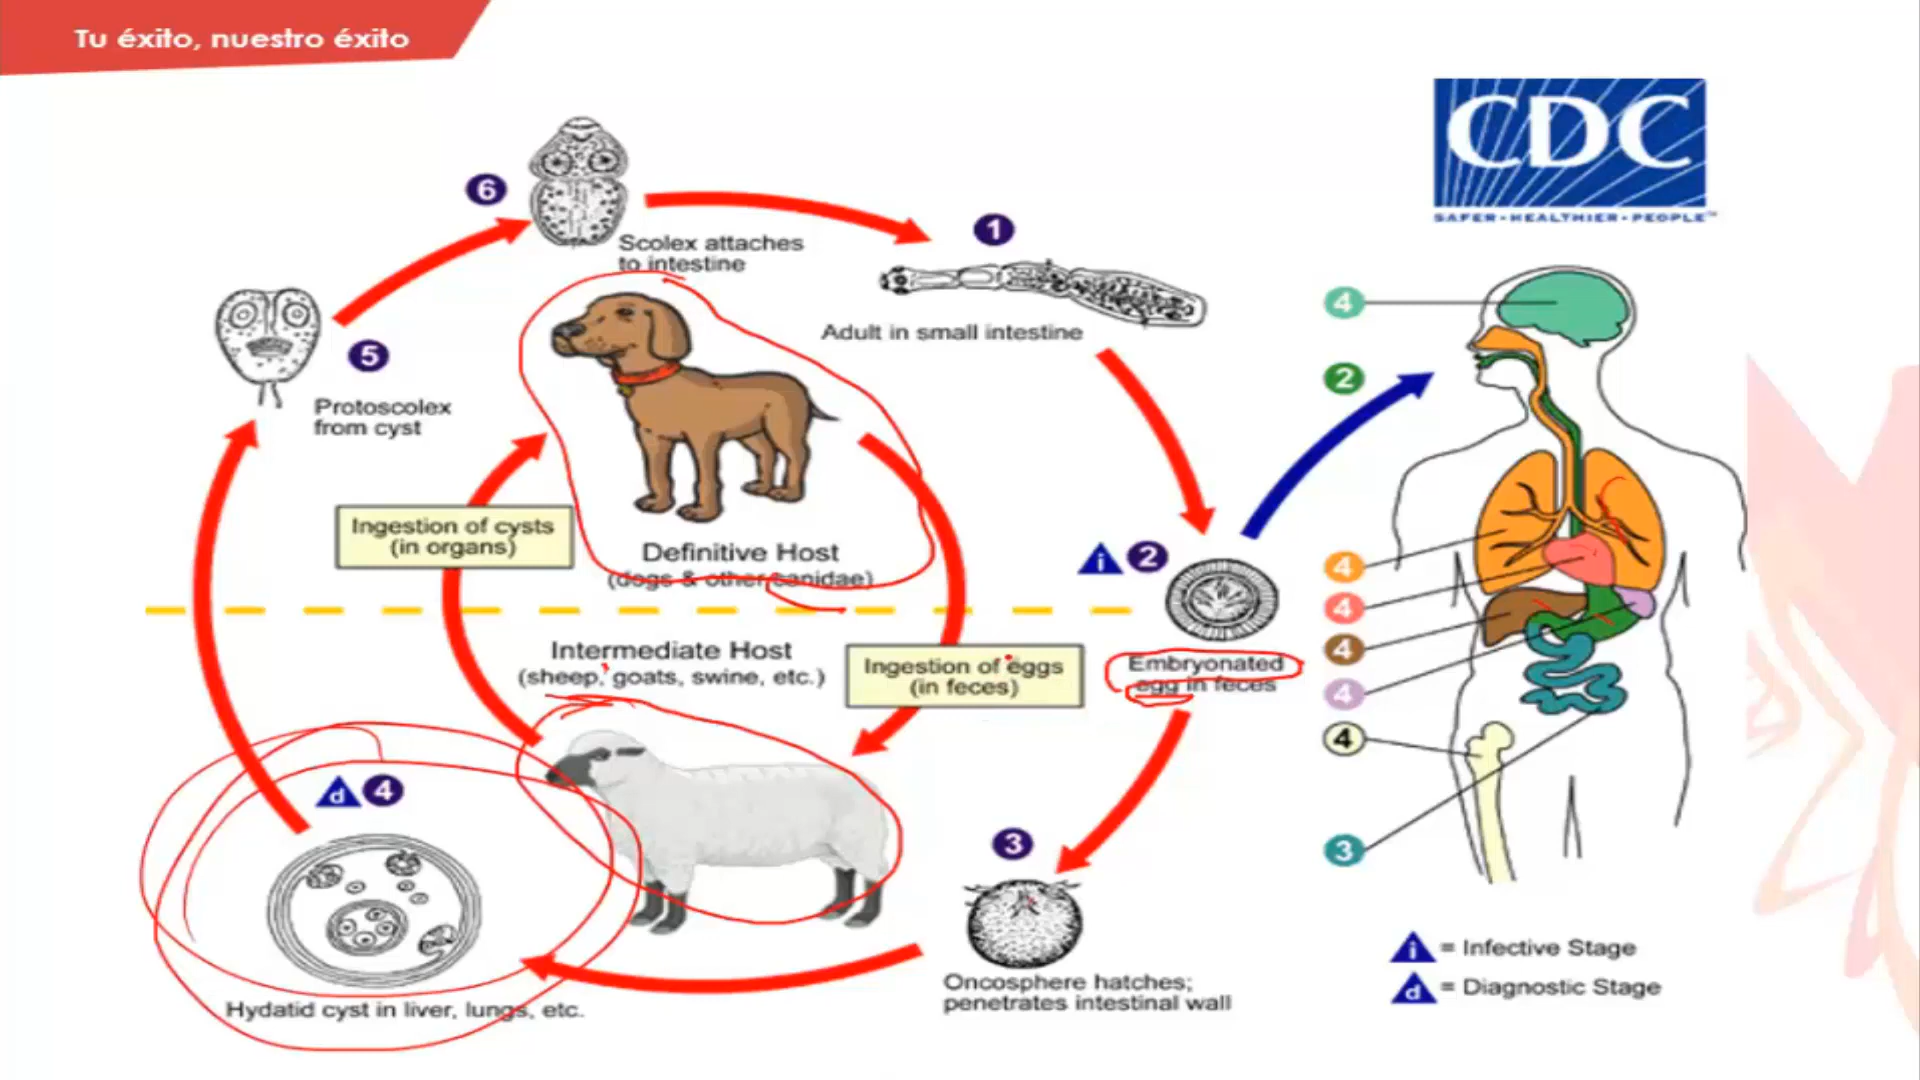 Tu éxito, nuestro éxito
CDC
SAFER • HEALTHIER • PEOPLE™
6
Scolex attaches
to intestine
1
Adult in small intestine
5
Protoscolex
from cyst
4
2
Ingestion of cysts
(in organs)
Definitive Host
(dogs & other canidae)
i 2
4
4
4
4
4
3
Intermediate Host
(sheep, goats, swine, etc.)
Ingestion of eggs
(in feces)
Embryonated
egg in feces
d 4
3
Hydatid cyst in liver, lungs, etc.
Oncosphere hatches;
penetrates intestinal wall
i = Infective Stage
d = Diagnostic Stage